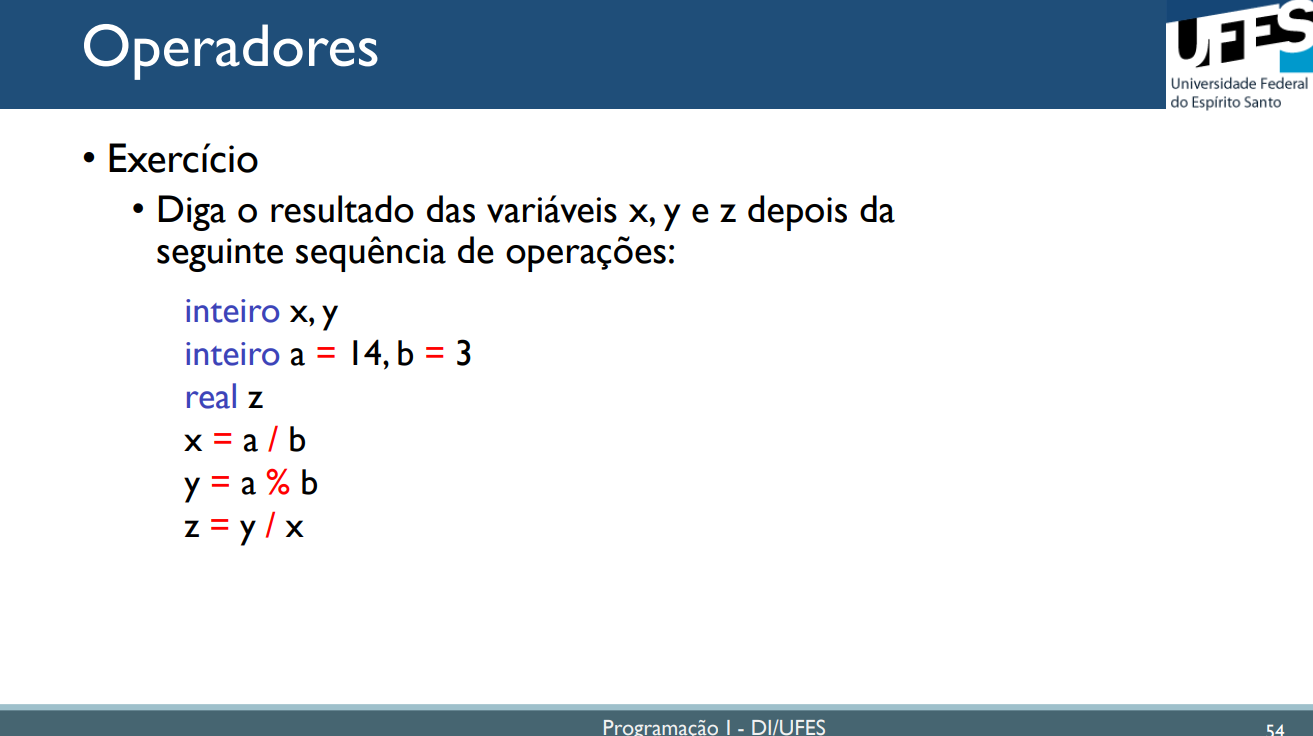 Operadores
UFES
Universidade Federal
do Espírito Santo
• Exercício
• Diga o resultado das variáveis x, y e z depois da
seguinte sequência de operações:
inteiro x, y
inteiro a = 14, b = 3
real z
x = a / b
y = a % b
z = y / x
Programação I - DI/UFES
54